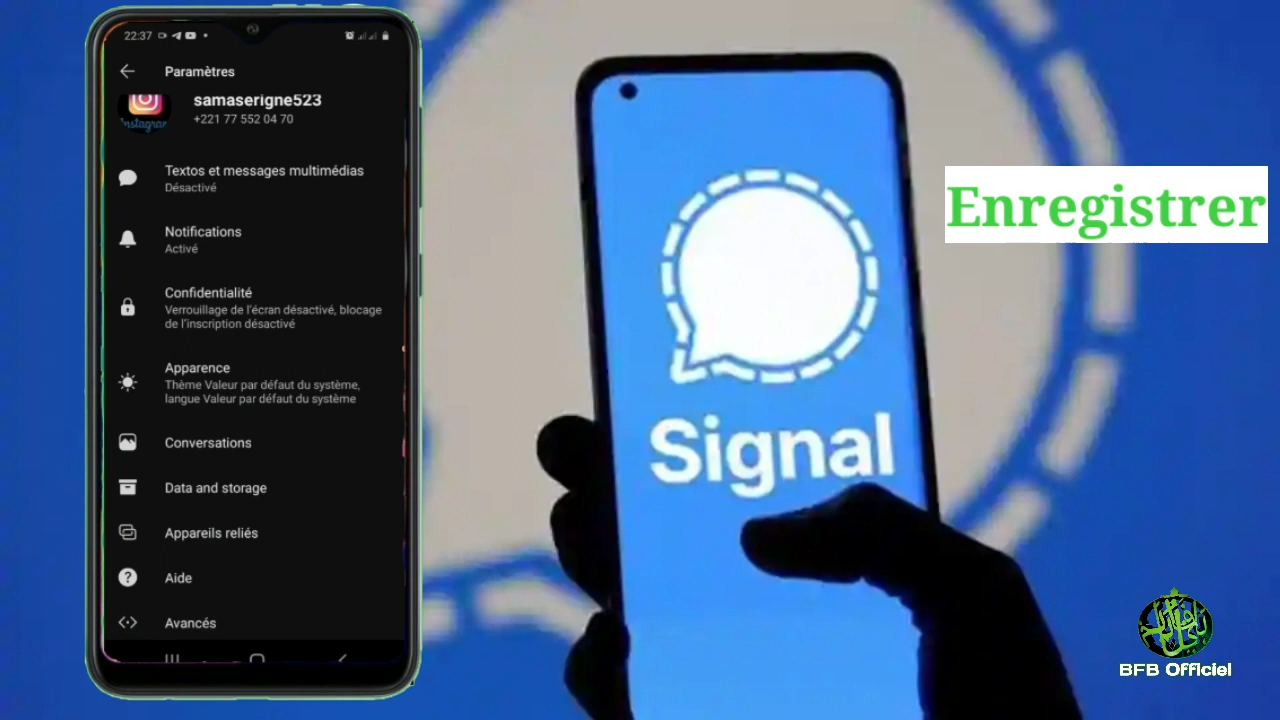 22:37
Paramètres
samaserigne523
+221 77 552 04 70
Instagram
Textos et messages multimédias
Désactivé
Notifications
Activé
Confidentialité
Verrouillage de l'écran désactivé, blocage
de l'inscription désactivé
Apparence
Thème Valeur par défaut du système,
langue Valeur par défaut du système
Conversations
Data and storage
Appareils reliés
Aide
Avancés
Signal
Enregistrer
BFB Officiel